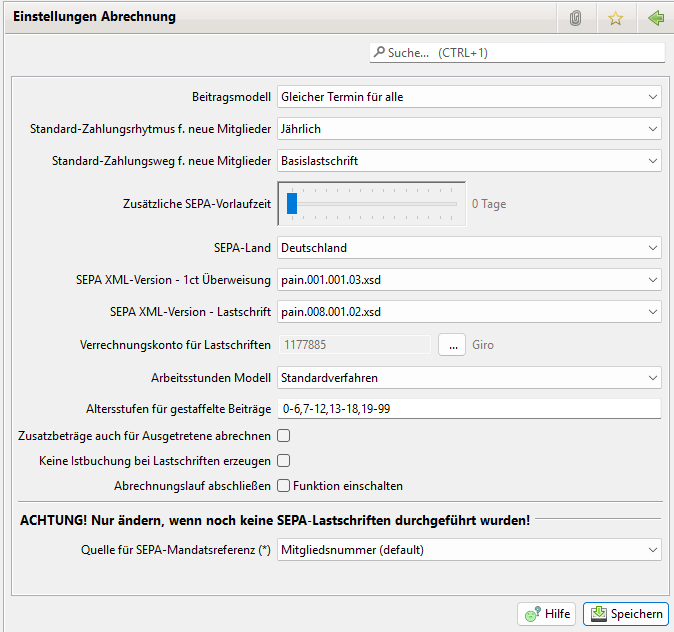 Einstellungen Abrechnung
Suche... (CTRL+1)
Beitragsmodell Gleicher Termin für alle
Standard-Zahlungsrhytmus f. neue Mitglieder Jährlich
Standard-Zahlungsweg f. neue Mitglieder Basislastschrift
Zusätzliche SEPA-Vorlaufzeit 0 Tage
SEPA-Land Deutschland
SEPA XML-Version - 1ct Überweisung pain.001.001.03.xsd
SEPA XML-Version - Lastschrift pain.008.001.02.xsd
Verrechnungskonto für Lastschriften 1177885 ... Giro
Arbeitsstunden Modell Standardverfahren
Altersstufen für gestaffelte Beiträge 0-6,7-12,13-18,19-99
Zusatzbeträge auch für Ausgetretene abrechnen
Keine Istbuchung bei Lastschriften erzeugen
Abrechnungslauf abschließen Funktion einschalten
ACHTUNG! Nur ändern, wenn noch keine SEPA-Lastschriften durchgeführt wurden!
Quelle für SEPA-Mandatsreferenz (*) Mitgliedsnummer (default)
Hilfe Speichern